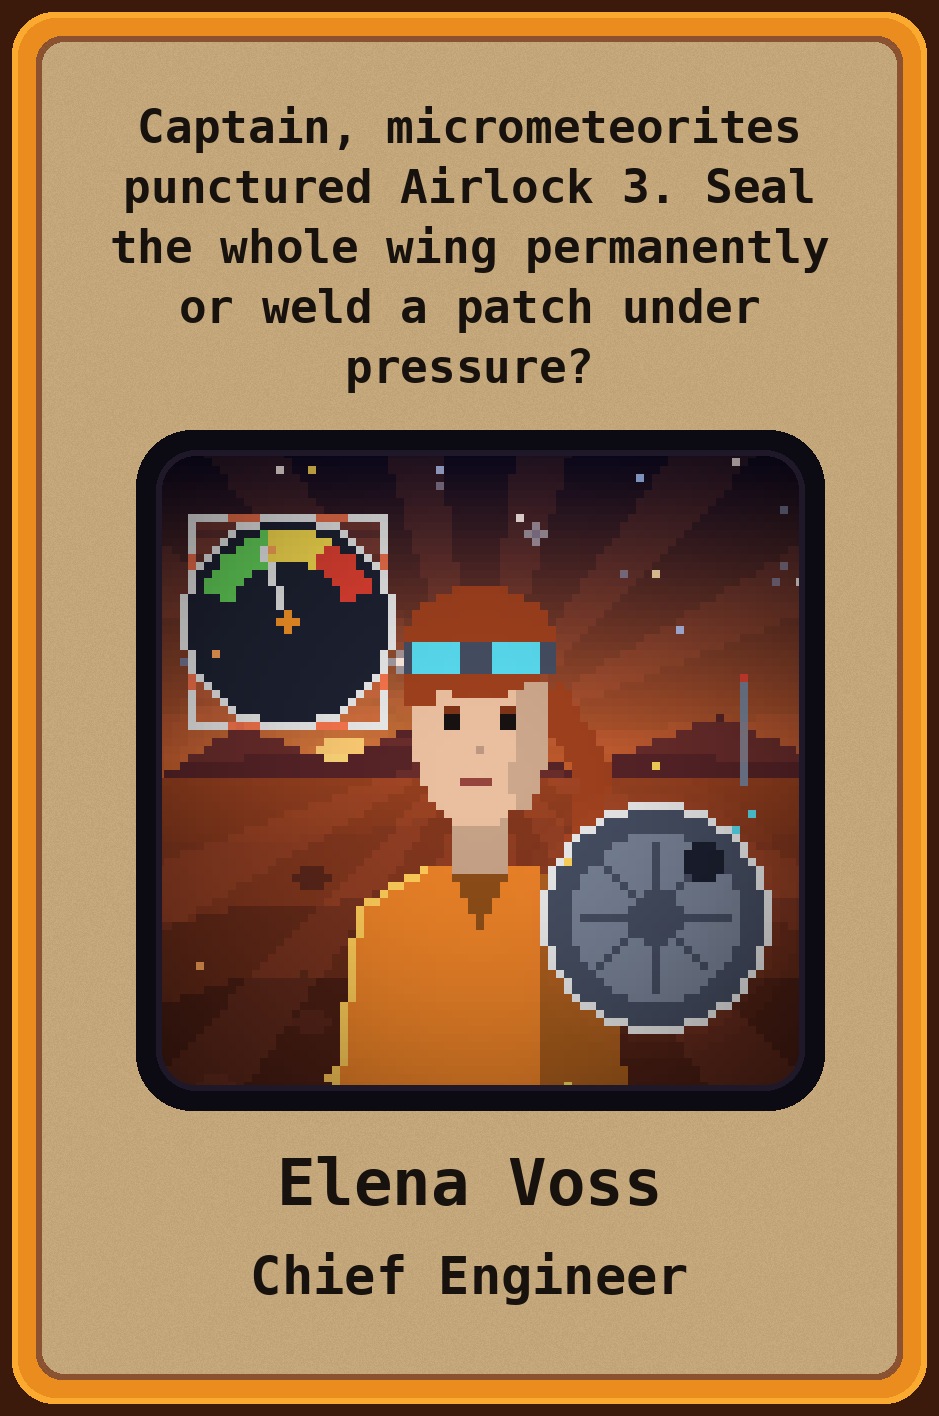 Captain, micrometeorites
punctured Airlock 3. Seal
the whole wing permanently
or weld a patch under
pressure?
Elena Voss
Chief Engineer